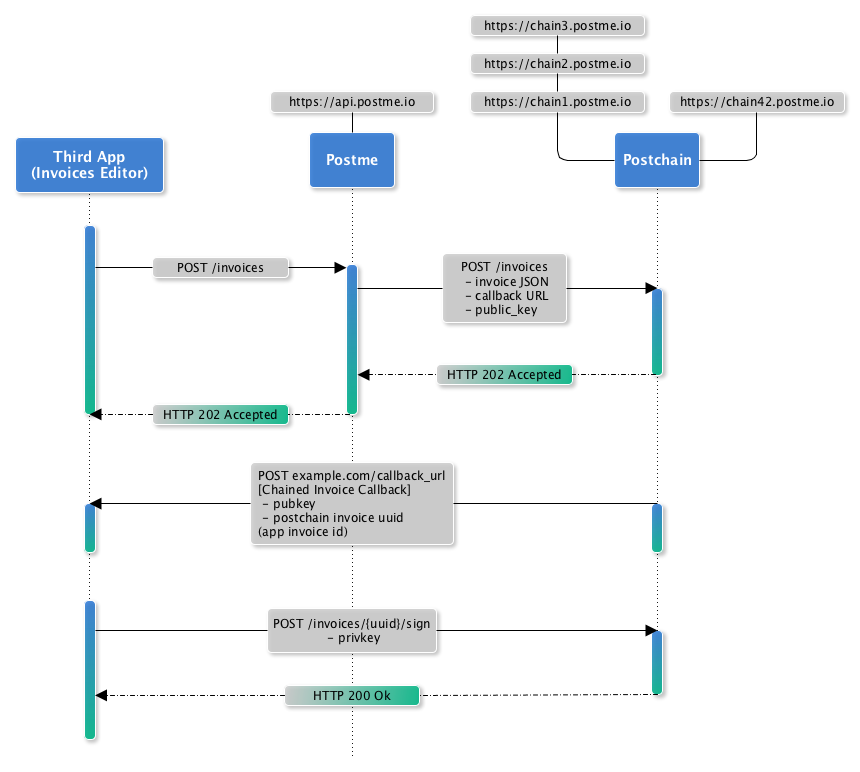 https://chain3.postme.io
https://chain2.postme.io
https://api.postme.io
https://chain1.postme.io
https://chain42.postme.io
Third App
(Invoices Editor)
Postme
Postchain
POST /invoices
POST /invoices
- invoice JSON
- callback URL
- public_key
HTTP 202 Accepted
HTTP 202 Accepted
POST example.com/callback_url
[Chained Invoice Callback]
- pubkey
- postchain invoice uuid
(app invoice id)
POST /invoices/{uuid}/sign
- privkey
HTTP 200 Ok